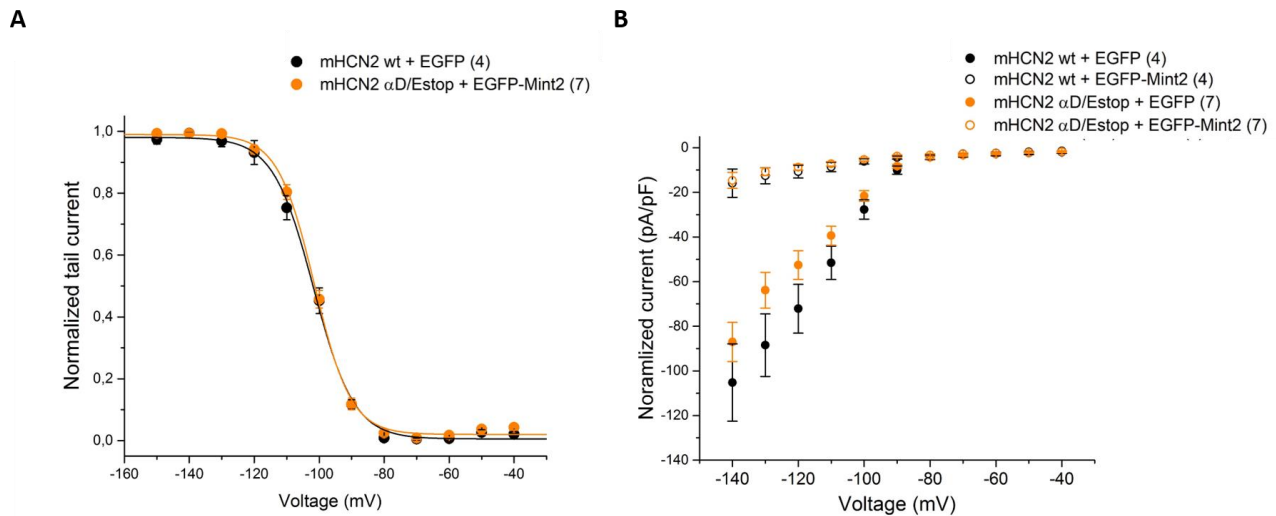 A
mHCN2 wt + EGFP (4)
mHCN2 αD/Estop + EGFP-Mint2 (7)
Normalized tail current
1,0
0,8
0,6
0,4
0,2
0,0
-160 -140 -120 -100 -80 -60 -40
Voltage (mV)
B
mHCN2 wt + EGFP (4)
mHCN2 wt + EGFP-Mint2 (4)
mHCN2 αD/Estop + EGFP (7)
mHCN2 αD/Estop + EGFP-Mint2 (7)
Noramlized current (pA/pF)
0
-20
-40
-60
-80
-100
-120
-140
-140 -120 -100 -80 -60 -40
Voltage (mV)